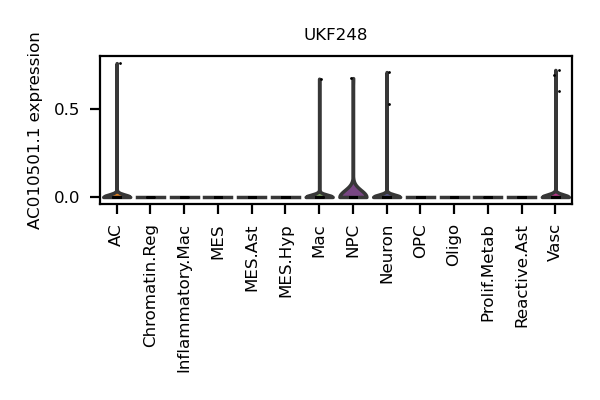 UKF248
AC010501.1 expression
0.5
0.0
AC
Chromatin.Reg
Inflammatory.Mac
MES
MES.Ast
MES.Hyp
Mac
NPC
Neuron
OPC
Oligo
Prolif.Metab
Reactive.Ast
Vasc